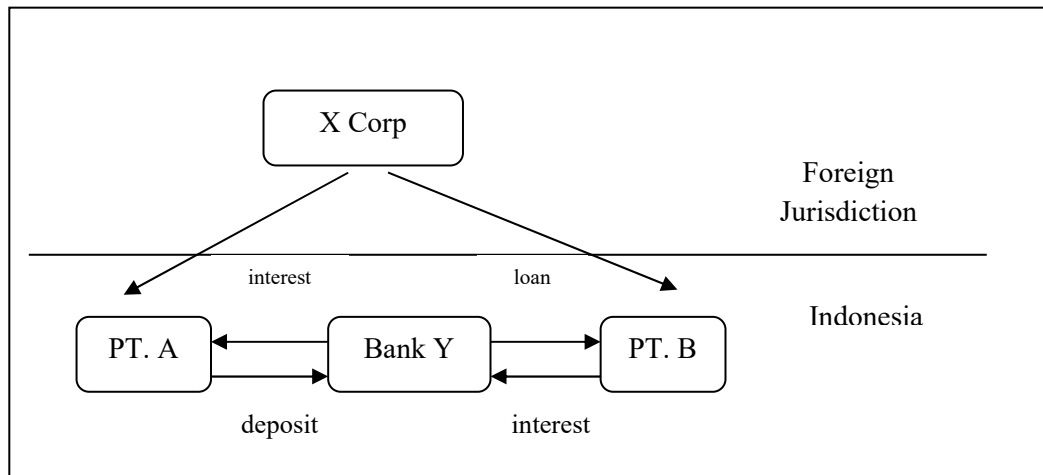 X Corp
Foreign
Jurisdiction
interest
loan
Indonesia
PT. A
Bank Y
PT. B
deposit
interest